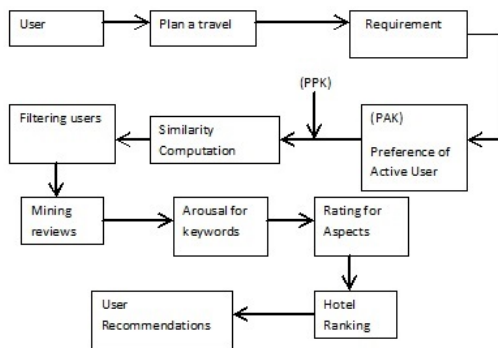 User
Plan a travel
Requirement
(PPK)
(PAK)
Preference of
Active User
Similarity
Computation
Filtering users
Mining
reviews
Arousal for
keywords
Rating for
Aspects
Hotel
Ranking
User
Recommendations